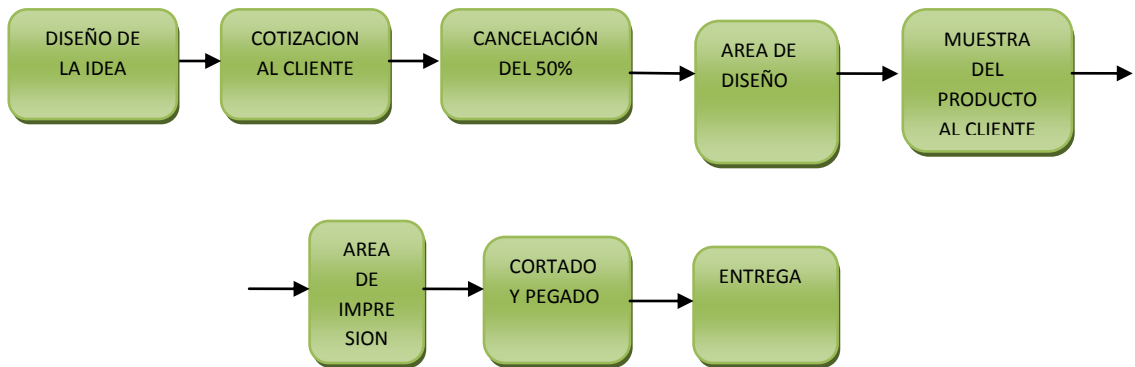 DISEÑO DE
LA IDEA
COTIZACION
AL CLIENTE
CANCELACIÓN
DEL 50%
AREA DE
DISEÑO
MUESTRA
DEL
PRODUCTO
AL CLIENTE
AREA
DE
IMPRE
SION
CORTADO
Y PEGADO
ENTREGA